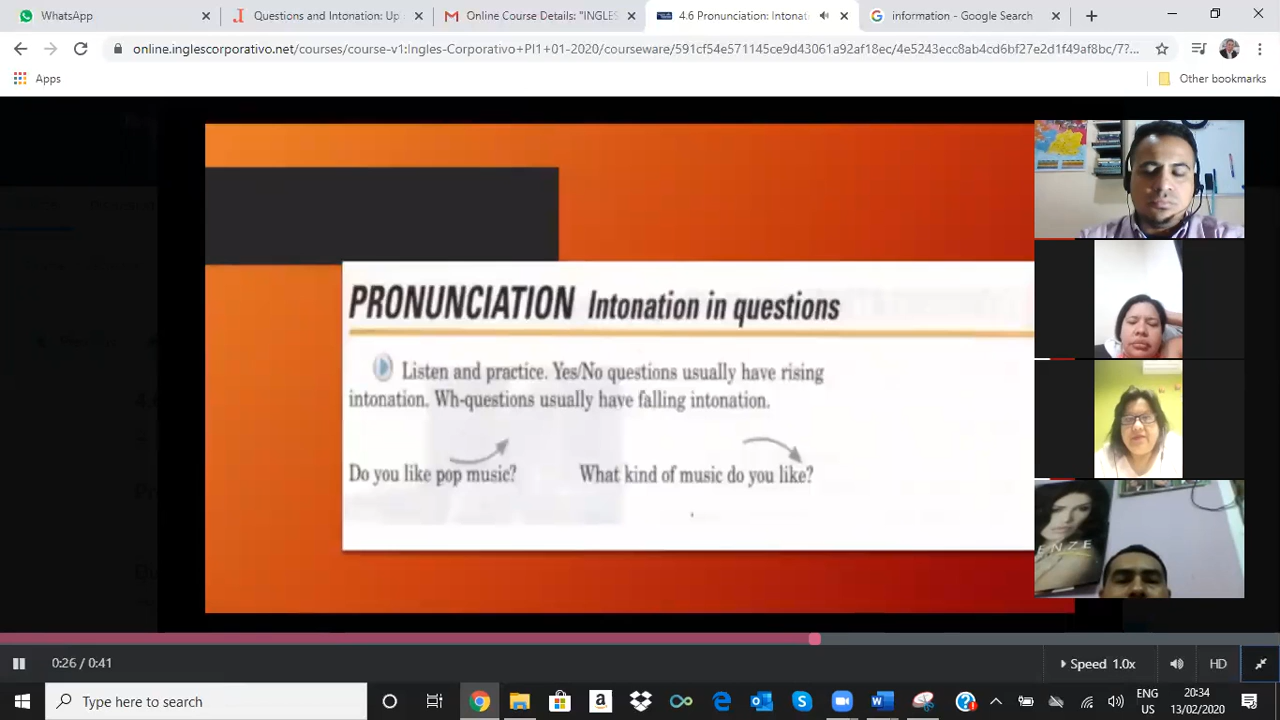 WhatsApp
Questions and Intonation: U
Online Course Details: "INGLES
4.6 Pronunciation: Intonati
information - Google Search
online.inglescorporativo.net/courses/course-v1:Ingles-Corporativo+PI1+01-2020/courseware/591cf54e571145ce9d43061a92af18ec/4e5243ecc8ab4cd6bf27e2d1f49af8bc/7?...
Apps
Other bookmarks
PRONUNCIATION Intonation in questions
Listen and practice. Yes/No questions usually have rising
intonation. Wh-questions usually have falling intonation.
Do you like pop music?
What kind of music do you like?
ENZE
0:26 / 0:41
Speed 1.0x
HD
Type here to search
ENG
US
20:34
13/02/2020